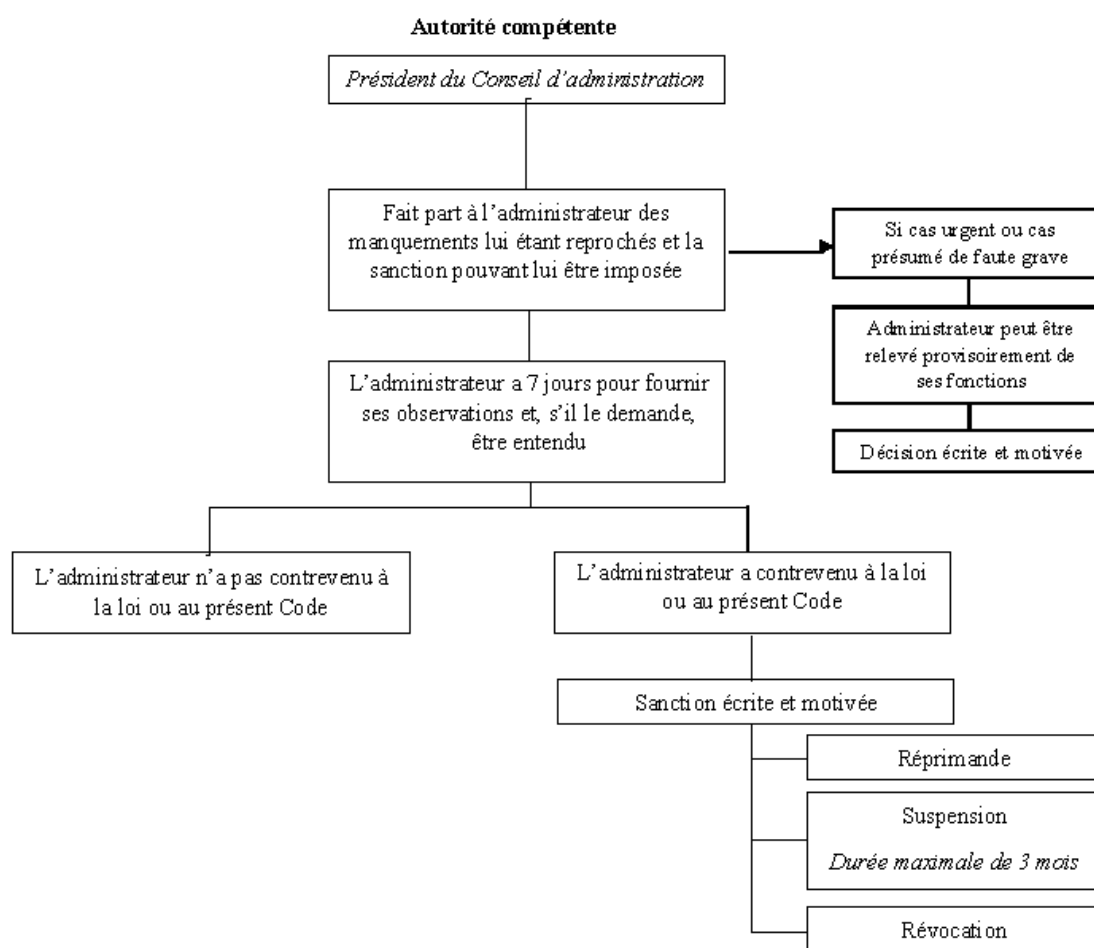 Autorité compétente
Président du Conseil d'administration
Fait part à l'administrateur des
manquements lui étant reprochés et la
sanction pouvant lui être imposée
Si cas urgent ou cas
présumé de faute grave
Administrateur peut être
relevé provisoirement de
ses fonctions
Décision écrite et motivée
L'administrateur a 7 jours pour fournir
ses observations et, s'il le demande,
être entendu
L'administrateur n'a pas contrevenu à
la loi ou au présent Code
L'administrateur a contrevenu à la loi
ou au présent Code
Sanction écrite et motivée
Réprimande
Suspension
Durée maximale de 3 mois
Révocation